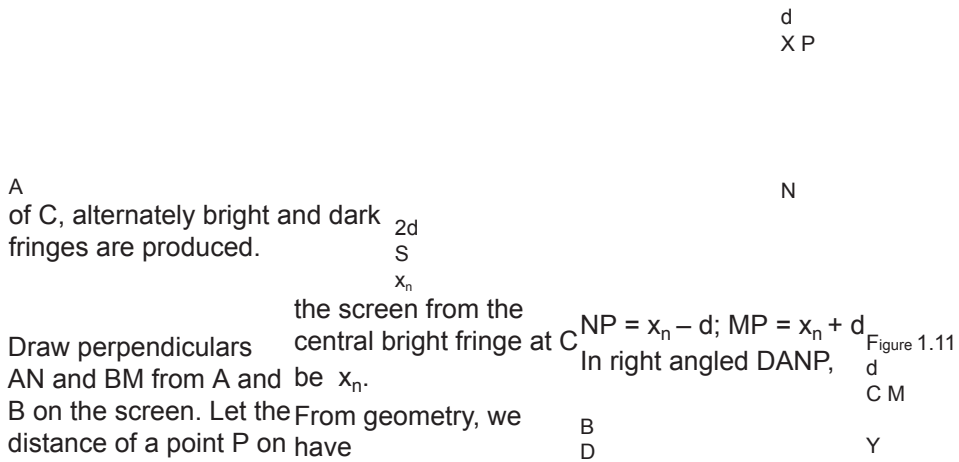 d
X P
A
N
of C, alternately bright and dark
fringes are produced.
2d
S
xₙ
Draw perpendiculars
AN and BM from A and
B on the screen. Let the
distance of a point P on
the screen from the
central bright fringe at C
be xₙ.
From geometry, we
have
NP = xₙ – d; MP = xₙ + d
In right angled DANP,
B
D
Figure 1.11
d
C M
Y